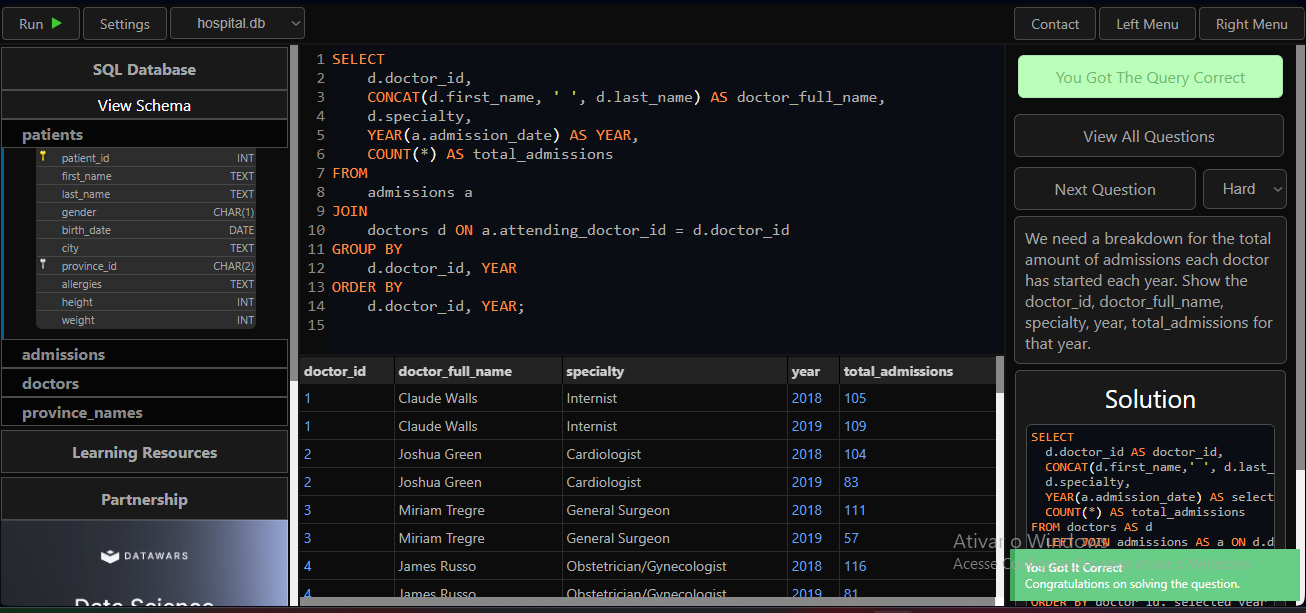 Run
Settings
hospital.db
Contact
Left Menu
Right Menu
SQL Database
View Schema
patients
patient_id INT
first_name TEXT
last_name TEXT
gender CHAR(1)
birth_date DATE
city TEXT
province_id CHAR(2)
allergies TEXT
height INT
weight INT
admissions
doctors
province_names
Learning Resources
Partnership
DATAWARS
Data Science
1 SELECT
2 d.doctor_id,
3 CONCAT(d.first_name, ' ', d.last_name) AS doctor_full_name,
4 d.specialty,
5 YEAR(a.admission_date) AS YEAR,
6 COUNT(*) AS total_admissions
7 FROM
8 admissions a
9 JOIN
10 doctors d ON a.attending_doctor_id = d.doctor_id
11 GROUP BY
12 d.doctor_id, YEAR
13 ORDER BY
14 d.doctor_id, YEAR;
15
doctor_id doctor_full_name specialty year total_admissions
1 Claude Walls Internist 2018 105
1 Claude Walls Internist 2019 109
2 Joshua Green Cardiologist 2018 104
2 Joshua Green Cardiologist 2019 83
3 Miriam Tregre General Surgeon 2018 111
3 Miriam Tregre General Surgeon 2019 57
4 James Russo Obstetrician/Gynecologist 2018 116
4 James Russo Obstetrician/Gynecologist 2019 81
You Got The Query Correct
View All Questions
Next Question
Hard
We need a breakdown for the total
amount of admissions each doctor
has started each year. Show the
doctor_id, doctor_full_name,
specialty, year, total_admissions for
that year.
Solution
SELECT
d.doctor_id AS doctor_id,
CONCAT(d.first_name,' ', d.last_
d.specialty,
YEAR(a.admission_date) AS select
COUNT(*) AS total_admissions
FROM doctors AS d
LEFT JOIN admissions AS a ON d.d
Ativar o Windows
Acesse
You Got It Correct
Congratulations on solving the question.
ORDER BY doctor_id, selected_year